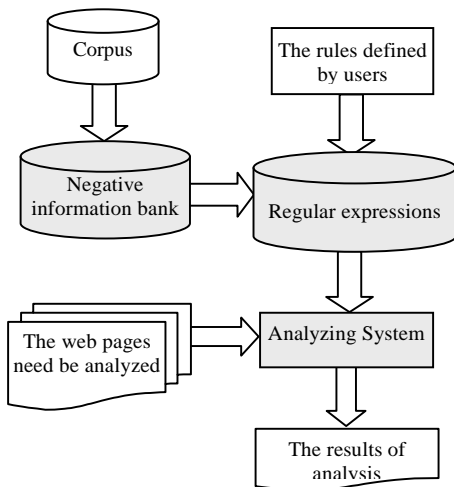 Corpus
The rules defined
by users
Negative
information bank
Regular expressions
The web pages
need be analyzed
Analyzing System
The results of
analysis